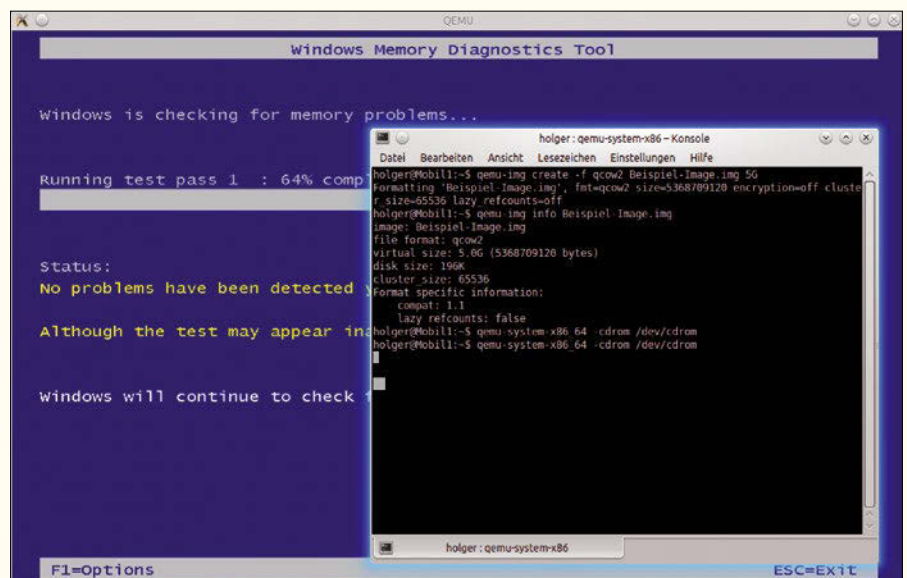 QEMU
Windows Memory Diagnostics Tool
Windows is checking for memory problems...
Running test pass 1 : 64% comp
Status:
No problems have been detected y
Although the test may appear ina
Windows will continue to check t
F1=Options
ESC=Exit
holger : qemu-system-x86 – Konsole
Datei Bearbeiten Ansicht Lesezeichen Einstellungen Hilfe
holger@Mobil1:~$ qemu-img create -f qcow2 Beispiel-Image.img 5G
Formatting 'Beispiel-Image.img', fmt=qcow2 size=5368709120 encryption=off cluste
r_size=65536 lazy_refcounts=off
holger@Mobil1:~$ qemu-img info Beispiel-Image.img
image: Beispiel-Image.img
file format: qcow2
virtual size: 5.0G (5368709120 bytes)
disk size: 196K
cluster_size: 65536
Format specific information:
compat: 1.1
lazy refcounts: false
holger@Mobil1:~$ qemu-system-x86_64 -cdrom /dev/cdrom
holger@Mobil1:~$ qemu-system-x86_64 -cdrom /dev/cdrom
holger : qemu-system-x86